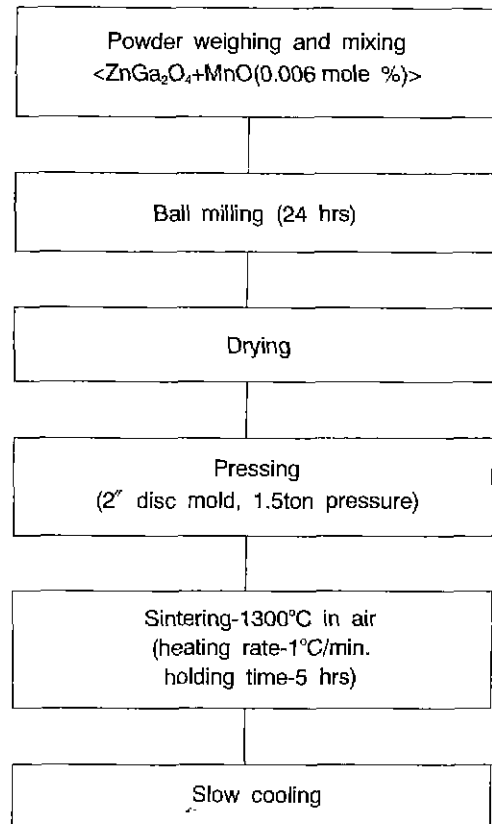 Powder weighing and mixing
<ZnGa₂O₄+MnO(0.006 mole %)>
Ball milling (24 hrs)
Drying
Pressing
(2″ disc mold, 1.5ton pressure)
Sintering-1300°C in air
(heating rate-1°C/min.
holding time-5 hrs)
Slow cooling